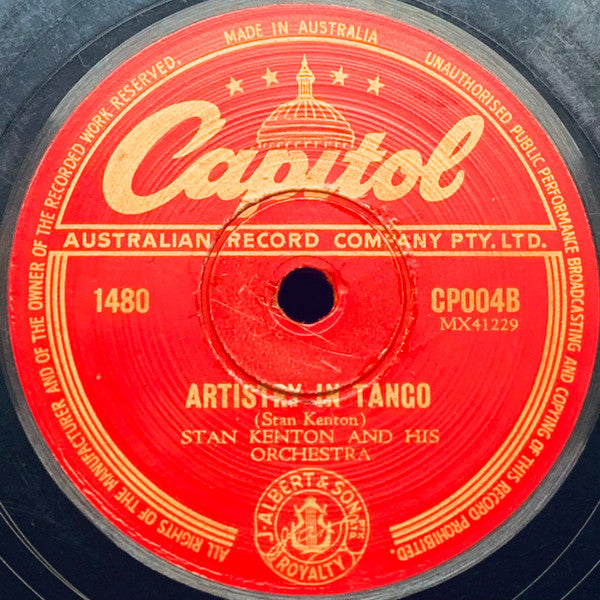 MADE IN AUSTRALIA
ALL RIGHTS OF THE MANUFACTURER AND OF THE OWNER OF THE RECORDED WORK RESERVED.
UNAUTHORISED PUBLIC PERFORMANCE BROADCASTING AND COPYING OF THIS RECORD PROHIBITED.
Capitol
AUSTRALIAN RECORD COMPANY PTY. LTD.
1480
CP004B
MX41229
ARTISTRY IN TANGO
(Stan Kenton)
STAN KENTON AND HIS
ORCHESTRA
J. ALBERT & SON PTY LTD
ROYALTY